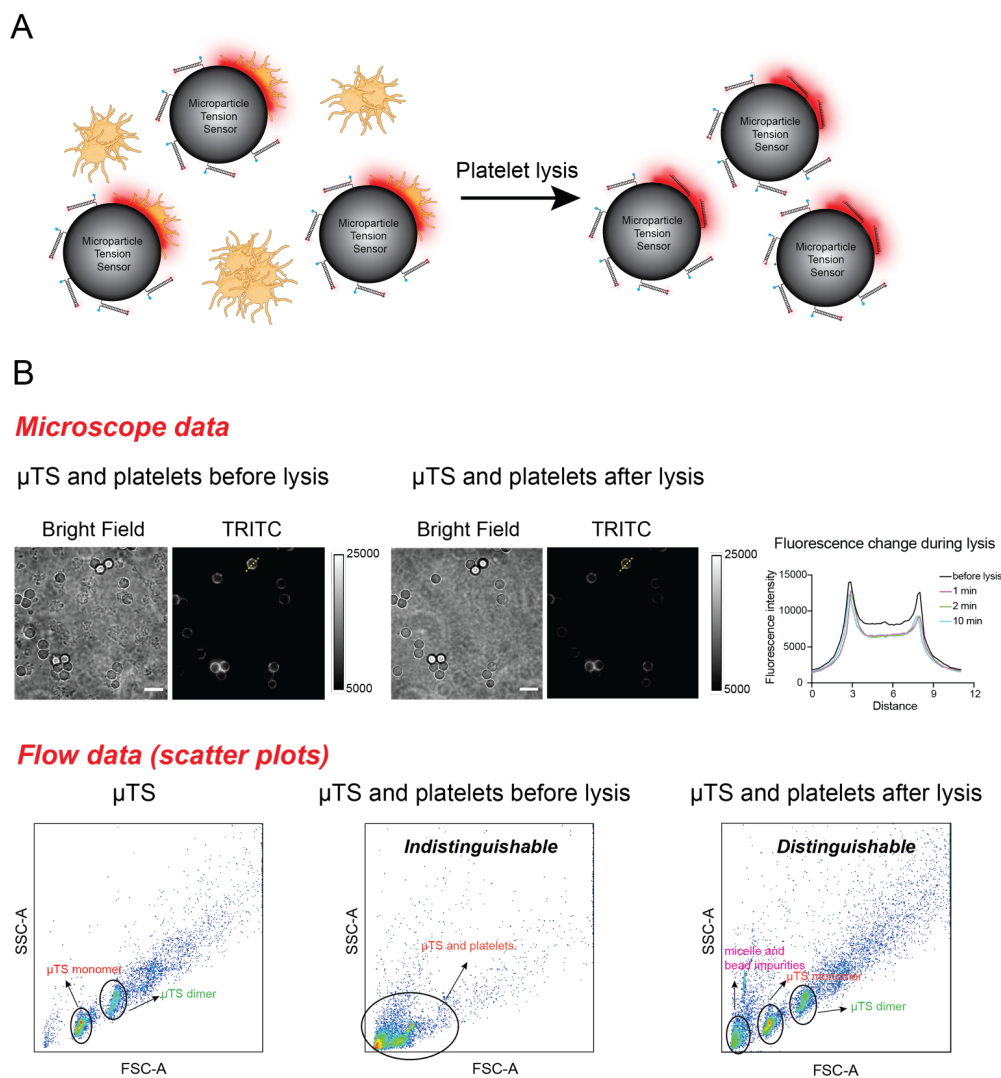 A
Microparticle
Tension
Sensor
Microparticle
Tension
Sensor
Microparticle
Tension
Sensor
Platelet lysis
Microparticle
Tension
Sensor
Microparticle
Tension
Sensor
Microparticle
Tension
Sensor
B
Microscope data
μTS and platelets before lysis
μTS and platelets after lysis
Bright Field
TRITC
25000
5000
Bright Field
TRITC
25000
5000
Fluorescence change during lysis
Fluorescence intensity
15000
10000
5000
0
0
3
6
9
12
Distance
before lysis
1 min
2 min
10 min
Flow data (scatter plots)
μTS
SSC-A
μTS monomer
μTS dimer
FSC-A
μTS and platelets before lysis
Indistinguishable
SSC-A
μTS and platelets
FSC-A
μTS and platelets after lysis
Distinguishable
SSC-A
micelle and
bead impurities
μTS monomer
μTS dimer
FSC-A